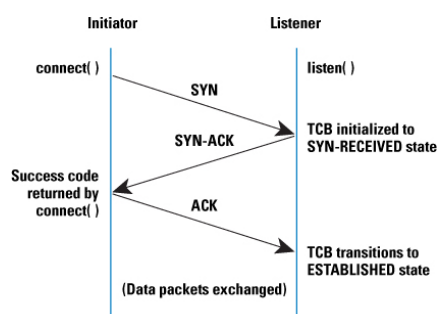 Initiator
Listener
connect( )
listen( )
SYN
TCB initialized to
SYN-RECEIVED state
SYN-ACK
Success code
returned by
connect( )
ACK
TCB transitions to
ESTABLISHED state
(Data packets exchanged)